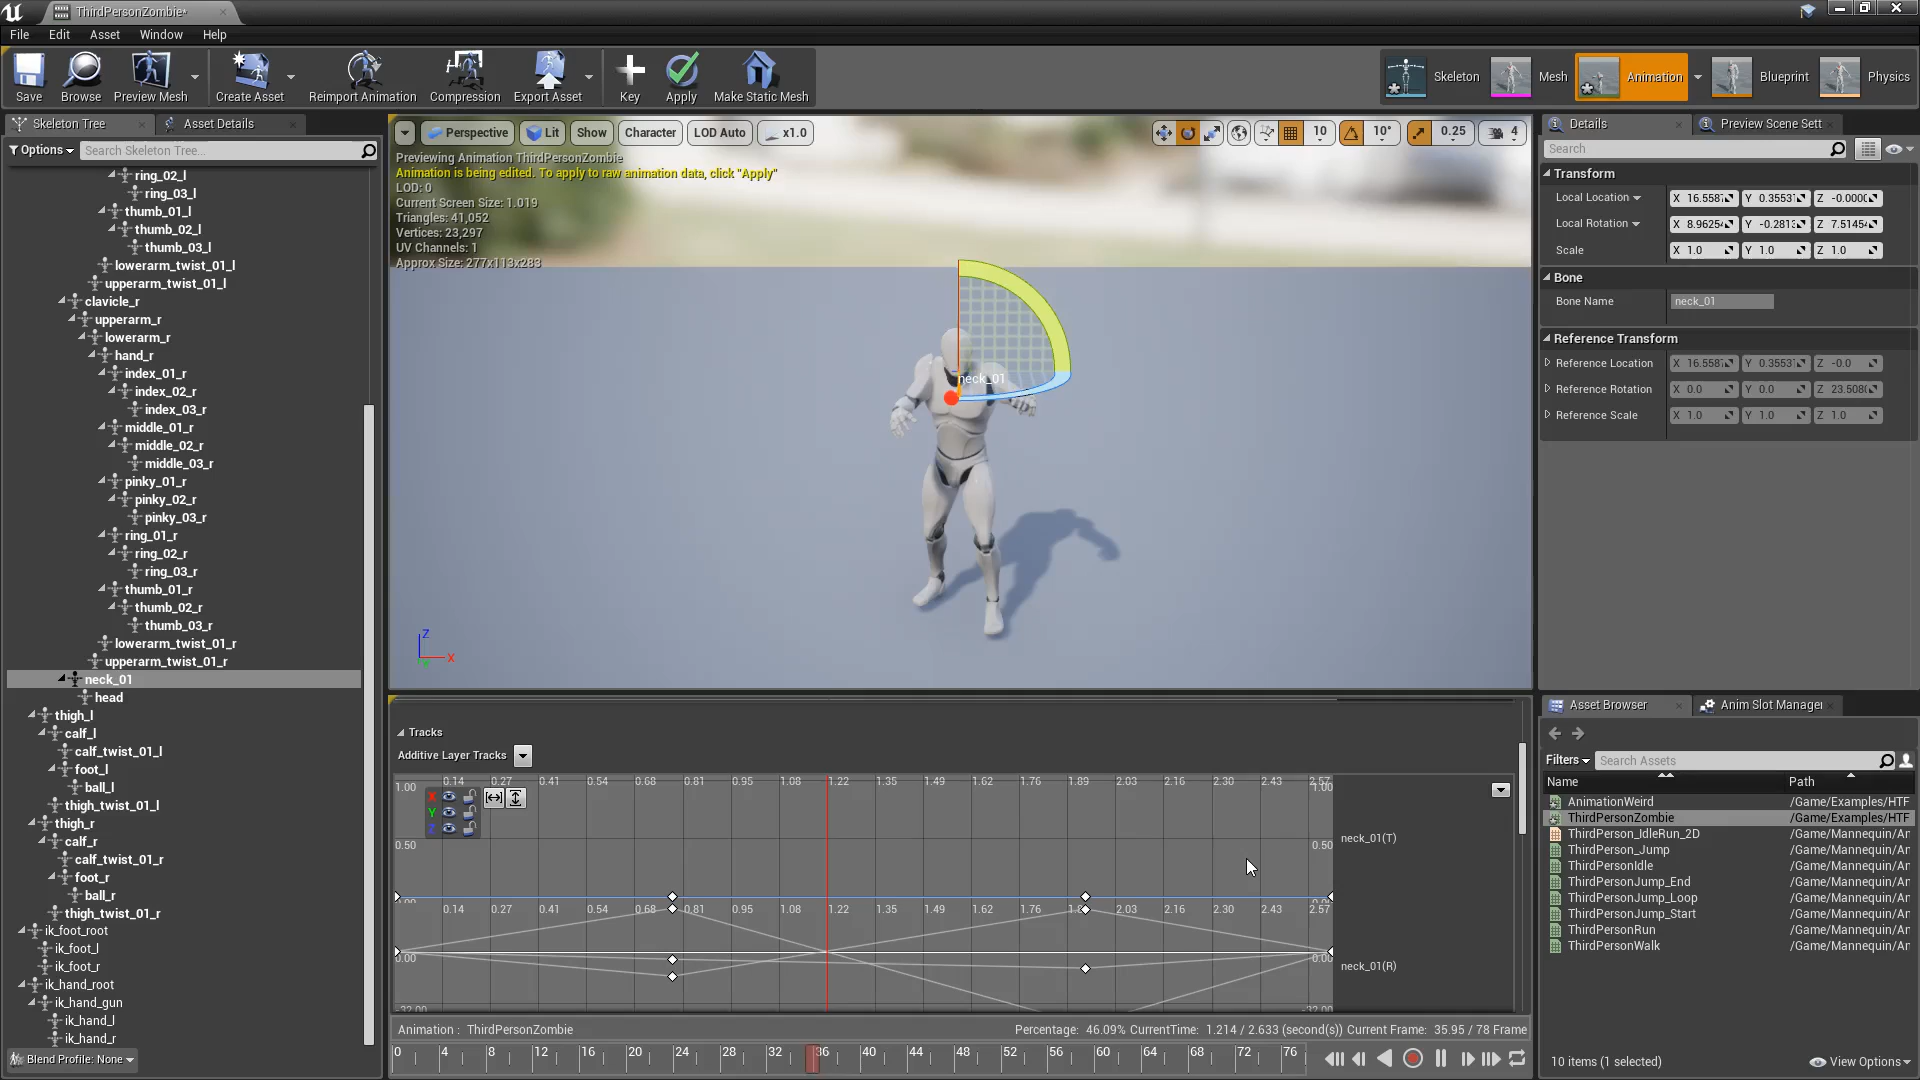 ThirdPersonZombie*
File Edit Asset Window Help
Save Browse Preview Mesh Create Asset Reimport Animation Compression Export Asset Key Apply Make Static Mesh
Skeleton Mesh Animation Blueprint Physics
Skeleton Tree Asset Details
Options Search Skeleton Tree...
ring_02_l
ring_03_l
thumb_01_l
thumb_02_l
thumb_03_l
lowerarm_twist_01_l
upperarm_twist_01_l
clavicle_r
upperarm_r
lowerarm_r
hand_r
index_01_r
index_02_r
index_03_r
middle_01_r
middle_02_r
middle_03_r
pinky_01_r
pinky_02_r
pinky_03_r
ring_01_r
ring_02_r
ring_03_r
thumb_01_r
thumb_02_r
thumb_03_r
lowerarm_twist_01_r
upperarm_twist_01_r
neck_01
head
thigh_l
calf_l
calf_twist_01_l
foot_l
ball_l
thigh_twist_01_l
thigh_r
calf_r
calf_twist_01_r
foot_r
ball_r
thigh_twist_01_r
ik_foot_root
ik_foot_l
ik_foot_r
ik_hand_root
ik_hand_gun
ik_hand_l
ik_hand_r
Blend Profile: None
Perspective Lit Show Character LOD Auto x1.0
10 10° 0.25 4
Previewing Animation ThirdPersonZombie
Animation is being edited. To apply to raw animation data, click "Apply"
LOD: 0
Current Screen Size: 1.019
Triangles: 41,052
Vertices: 23,297
UV Channels: 1
Approx Size: 277x113x283
neck_01
Z
X
Tracks
Additive Layer Tracks
0.14 0.27 0.41 0.54 0.68 0.81 0.95 1.08 1.22 1.35 1.49 1.62 1.76 1.89 2.03 2.16 2.30 2.43 2.57
1.00 1.00
X
Y
Z
0.50 0.50
neck_01(T)
0.14 0.27 0.41 0.54 0.68 0.81 0.95 1.08 1.22 1.35 1.49 1.62 1.76 2.03 2.16 2.30 2.43 2.57
0.00 0.00
neck_01(R)
-32.00 -32.00
Animation : ThirdPersonZombie
Percentage: 46.09% CurrentTime: 1.214 / 2.633 (second(s)) Current Frame: 35.95 / 78 Frame
0 4 8 12 16 20 24 28 32 36 40 44 48 52 56 60 64 68 72 76
Details Preview Scene Sett
Search
Transform
Local Location X 16.558 Y 0.355 Z -0.000
Local Rotation X 8.9625 Y -0.281 Z 7.5145
Scale X 1.0 Y 1.0 Z 1.0
Bone
Bone Name neck_01
Reference Transform
Reference Location X 16.558 Y 0.355 Z -0.0
Reference Rotation X 0.0 Y 0.0 Z 23.508
Reference Scale X 1.0 Y 1.0 Z 1.0
Asset Browser Anim Slot Manager
Filters Search Assets
Name Path
AnimationWeird /Game/Examples/HTF
ThirdPersonZombie /Game/Examples/HTF
ThirdPerson_IdleRun_2D /Game/Mannequin/An
ThirdPerson_Jump /Game/Mannequin/An
ThirdPersonIdle /Game/Mannequin/An
ThirdPersonJump_End /Game/Mannequin/An
ThirdPersonJump_Loop /Game/Mannequin/An
ThirdPersonJump_Start /Game/Mannequin/An
ThirdPersonRun /Game/Mannequin/An
ThirdPersonWalk /Game/Mannequin/An
10 items (1 selected) View Options